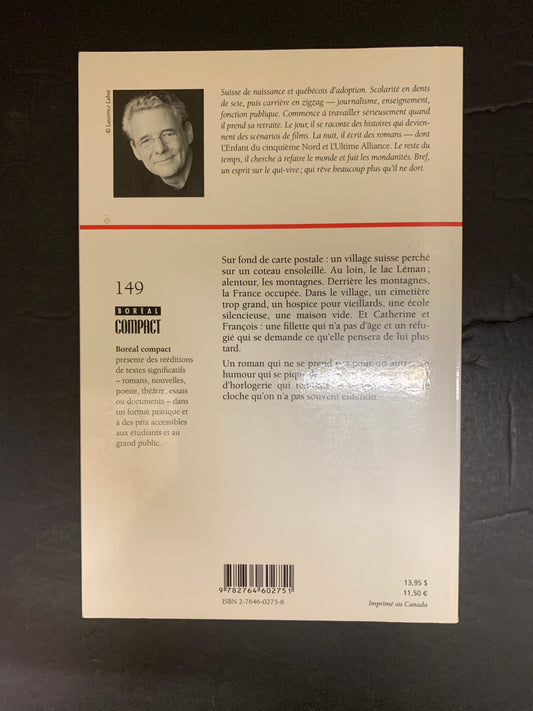 © Laurence Labat
Suisse de naissance et québécois d'adoption. Scolarité en dents
de scie, puis carrière en zigzag — journalisme, enseignement,
fonction publique. Commence à travailler sérieusement quand
il prend sa retraite. Le jour, il se raconte des histoires qui devien-
nent des scénarios de films. La nuit, il écrit des romans — dont
L'Enfant du cinquième Nord et L'Ultime Alliance. Le reste du
temps, il cherche à refaire le monde et fuit les mondanités. Bref,
un esprit sur le qui-vive; qui rêve beaucoup plus qu'il ne dort.
Sur fond de carte postale : un village suisse perché
sur un coteau ensoleillé. Au loin, le lac Léman ;
alentour, les montagnes. Derrière les montagnes,
la France occupée. Dans le village, un cimetière
trop grand, un hospice pour vieillards, une école
silencieuse, une maison vide. Et Catherine et
François : une fillette qui n'a pas d'âge et un réfu-
gié qui se demande ce qu'elle pensera de lui plus
tard.
Un roman qui ne se prend pas pour un autre.
humour qui se pique
d'horlogerie qui
cloche qu'on n'a pas souvent entendu.
149
BORÉAL
COMPACT
Boréal compact
présente des rééditions
de textes significatifs
– romans, nouvelles,
poésie, théâtre, essais
ou documents – dans
un format pratique et
à des prix accessibles
aux étudiants et au
grand public.
9 782764 602751
ISBN 2-7646-0275-8
13,95 $
11,50 €
Imprimé au Canada